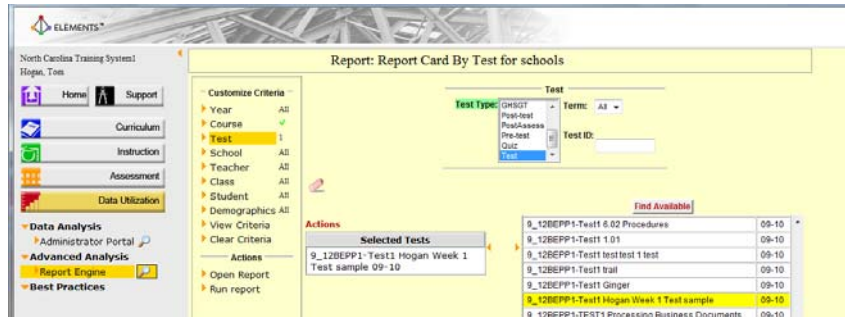 ELEMENTS™
North Carolina Training System1
Hogan, Tom
Home
Support
Curriculum
Instruction
Assessment
Data Utilization
Data Analysis
Administrator Portal
Advanced Analysis
Report Engine
Best Practices
Report: Report Card By Test for schools
Customize Criteria
Year All
Course
Test 1
School All
Teacher All
Class All
Student All
Demographics All
View Criteria
Clear Criteria
Actions
Open Report
Run report
Test
Test Type:
GHSGT
Post-test
PostAssess
Pre-test
Quiz
Test
Term: All
Test ID:
Find Available
Actions
Selected Tests
9_12BEPP1-Test1 Hogan Week 1
Test sample 09-10
9_12BEPP1-Test1 6.02 Procedures 09-10
9_12BEPP1-Test1 1.01 09-10
9_12BEPP1-Test1 test test 1 test 09-10
9_12BEPP1-Test1 trail 09-10
9_12BEPP1-Test1 Ginger 09-10
9_12BEPP1-Test1 Hogan Week 1 Test sample 09-10
9_12BEPP1-TEST1 Processing Business Documents 09-10